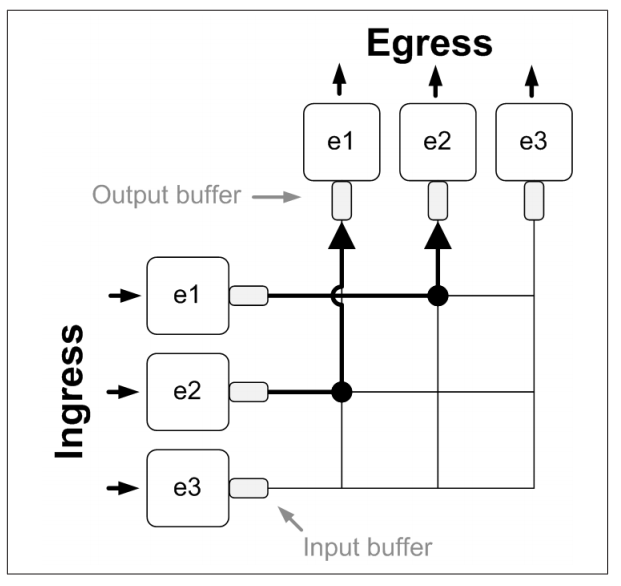 Egress
e1
e2
e3
Output buffer
e1
e2
e3
Ingress
Input buffer